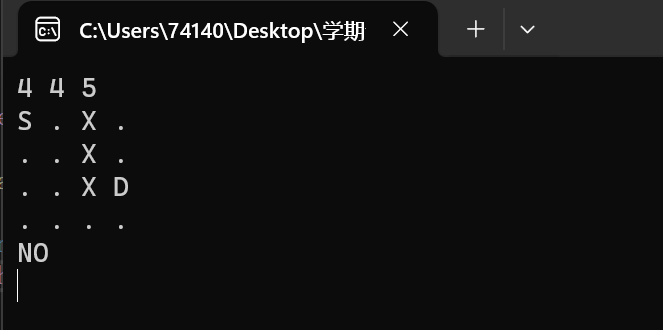 C:\Users\74140\Desktop\学期
4 4 5
S . X .
. . X .
. . X D
. . . .
NO